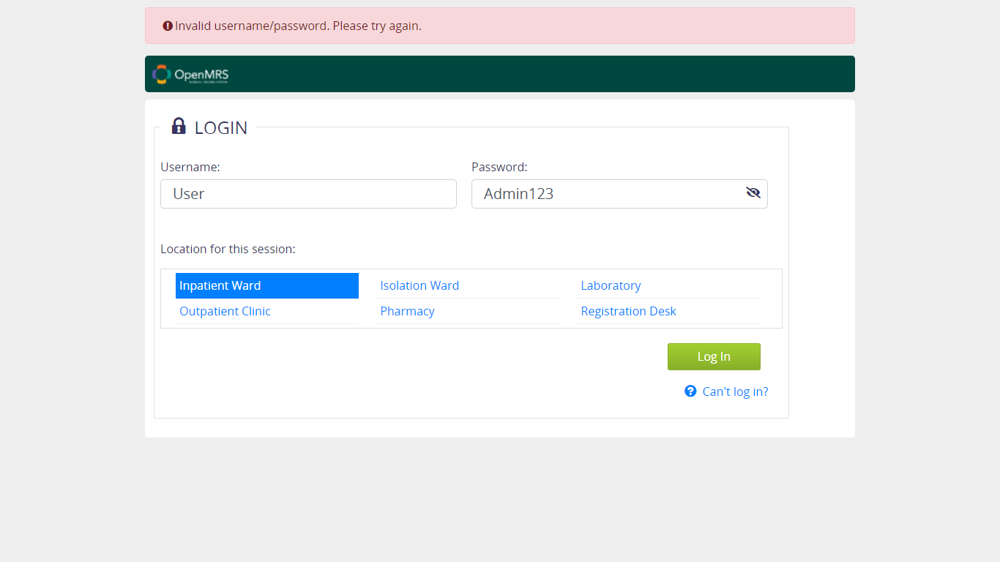 Invalid username/password. Please try again.
OpenMRS
LOGIN
Username: Password:
User Admin123
Location for this session:
Inpatient Ward Isolation Ward Laboratory
Outpatient Clinic Pharmacy Registration Desk
Log In
Can't log in?